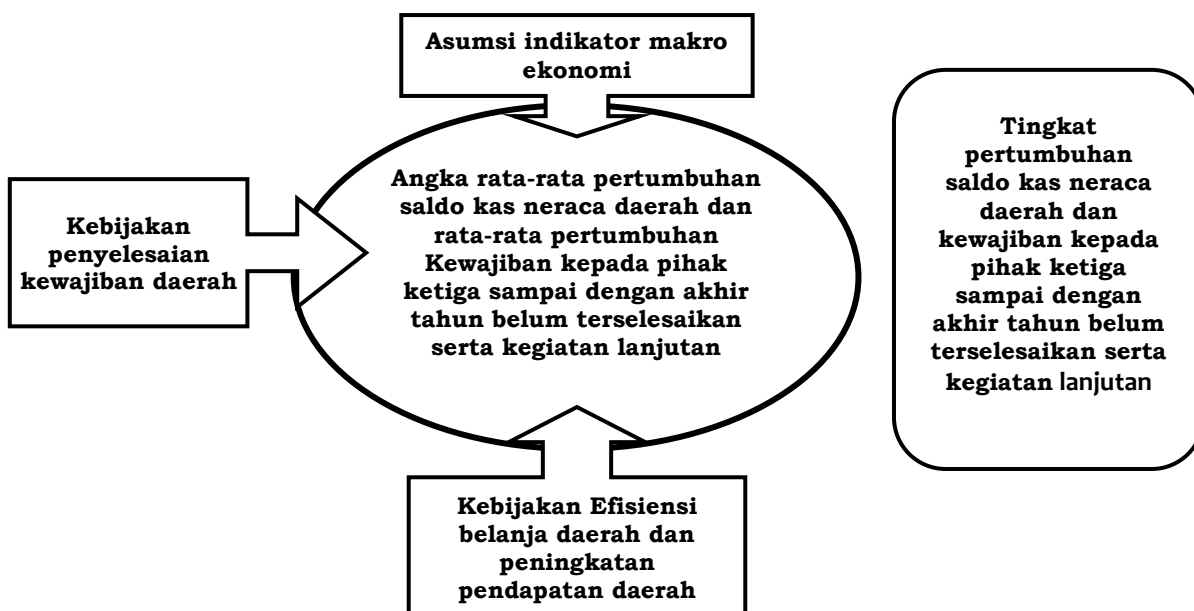 Asumsi indikator makro
ekonomi
Kebijakan
penyelesaian
kewajiban daerah
Angka rata-rata pertumbuhan
saldo kas neraca daerah dan
rata-rata pertumbuhan
Kewajiban kepada pihak
ketiga sampai dengan akhir
tahun belum terselesaikan
serta kegiatan lanjutan
Tingkat
pertumbuhan
saldo kas neraca
daerah dan
kewajiban kepada
pihak ketiga
sampai dengan
akhir tahun belum
terselesaikan serta
kegiatan lanjutan
Kebijakan Efisiensi
belanja daerah dan
peningkatan
pendapatan daerah